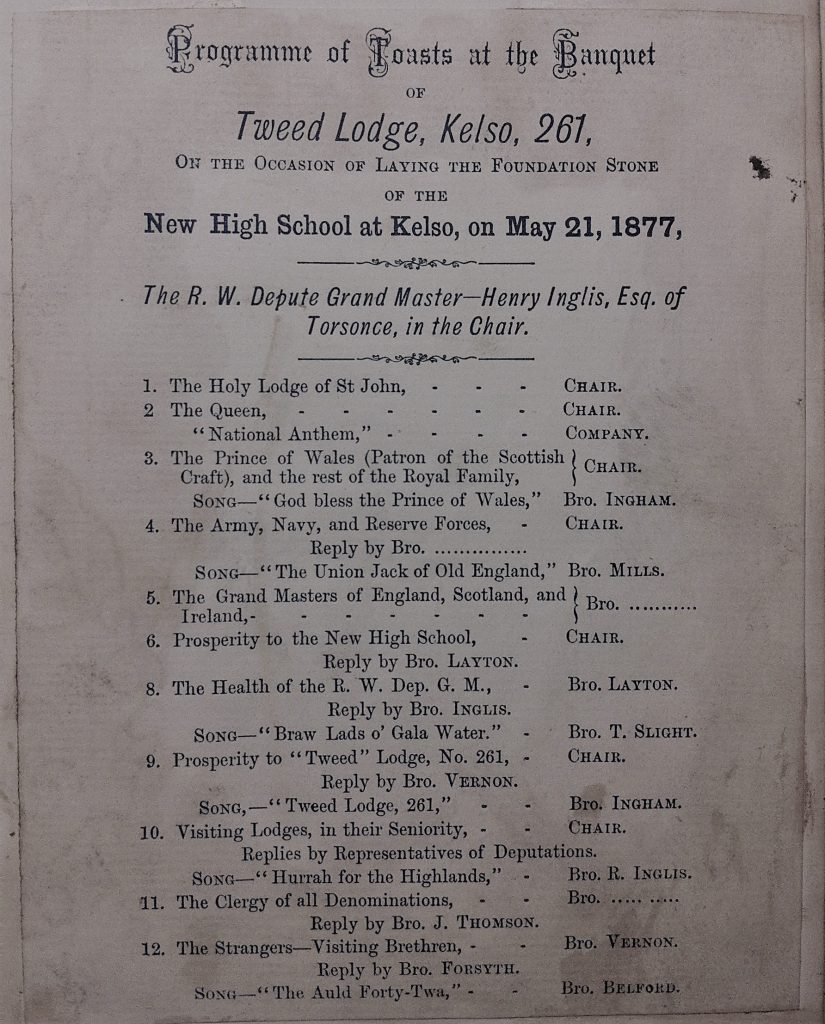 Programme of Toasts at the Banquet
OF
Tweed Lodge, Kelso, 261,
ON THE OCCASION OF LAYING THE FOUNDATION STONE
OF THE
New High School at Kelso, on May 21, 1877,
The R. W. Depute Grand Master—Henry Inglis, Esq. of
Torsonce, in the Chair.
1. The Holy Lodge of St John, - - - CHAIR.
2 The Queen, - - - - - - CHAIR.
"National Anthem," - - - - COMPANY.
3. The Prince of Wales (Patron of the Scottish
Craft), and the rest of the Royal Family, } CHAIR.
SONG—"God bless the Prince of Wales," Bro. INGHAM.
4. The Army, Navy, and Reserve Forces, - CHAIR.
Reply by Bro. ...............
SONG—"The Union Jack of Old England," Bro. MILLS.
5. The Grand Masters of England, Scotland, and
Ireland,- - - - - - - } Bro. ...........
6. Prosperity to the New High School, - CHAIR.
Reply by Bro. LAYTON.
8. The Health of the R. W. Dep. G. M., - Bro. LAYTON.
Reply by Bro. INGLIS.
SONG—"Braw Lads o' Gala Water." - Bro. T. SLIGHT.
9. Prosperity to "Tweed" Lodge, No. 261, - CHAIR.
Reply by Bro. VERNON.
SONG,—"Tweed Lodge, 261," - - Bro. INGHAM.
10. Visiting Lodges, in their Seniority, - - CHAIR.
Replies by Representatives of Deputations.
SONG—"Hurrah for the Highlands," - Bro. R. INGLIS.
11. The Clergy of all Denominations, - - Bro. ..... .....
Reply by Bro. J. THOMSON.
12. The Strangers—Visiting Brethren, - - Bro. VERNON.
Reply by Bro. FORSYTH.
SONG—"The Auld Forty-Twa," - - Bro. BELFORD.